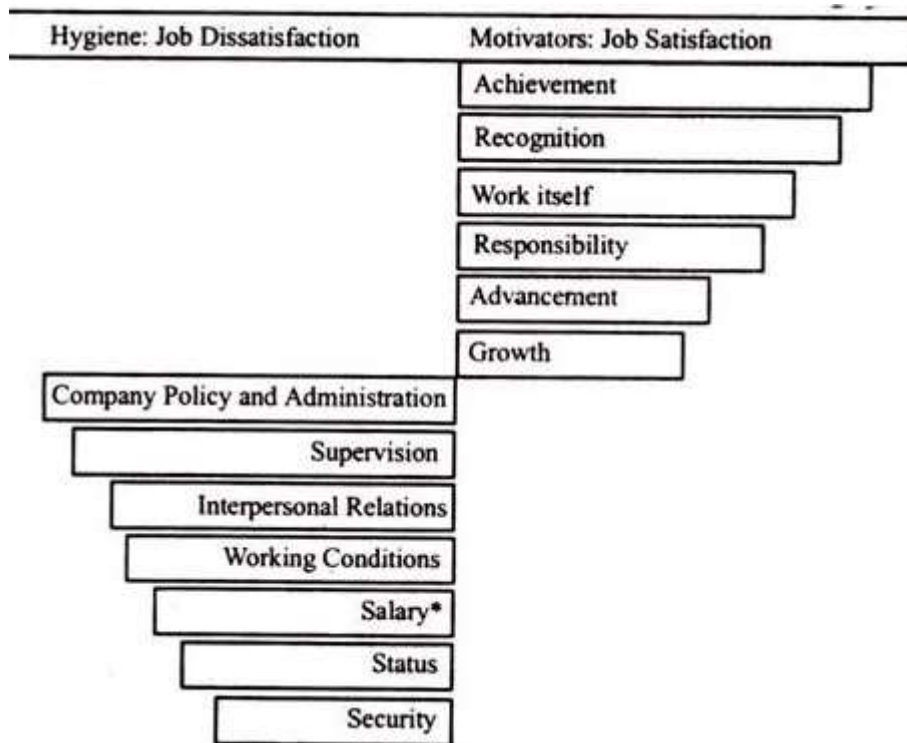 Hygiene: Job Dissatisfaction Motivators: Job Satisfaction
Achievement
Recognition
Work itself
Responsibility
Advancement
Growth
Company Policy and Administration
Supervision
Interpersonal Relations
Working Conditions
Salary*
Status
Security